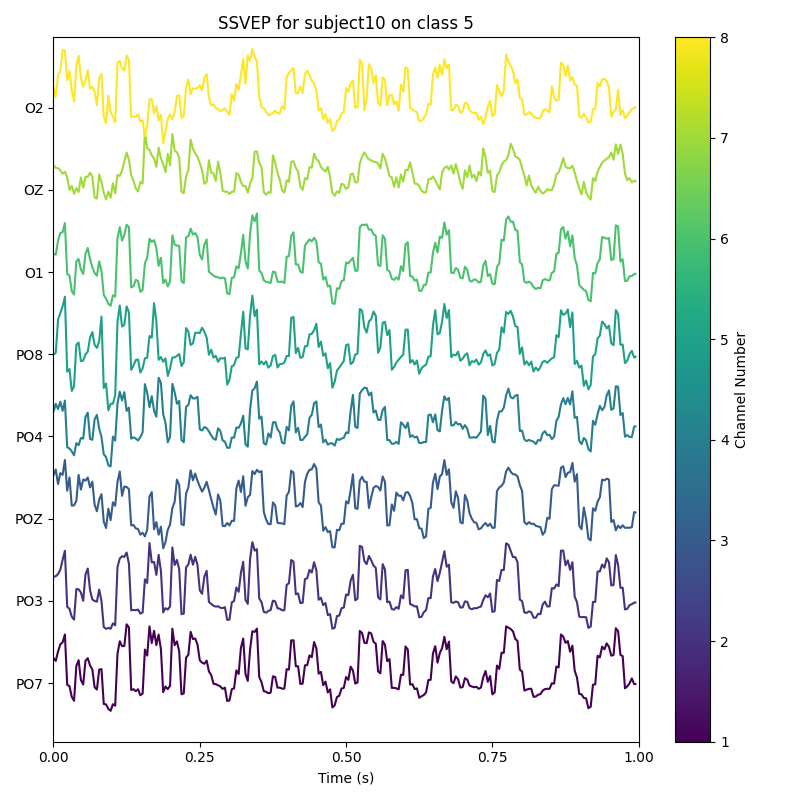 SSVEP for subject10 on class 5
O2
OZ
O1
PO8
PO4
POZ
PO3
PO7
0.00 0.25 0.50 0.75 1.00
Time (s)
8
7
6
5
4
3
2
1
Channel Number